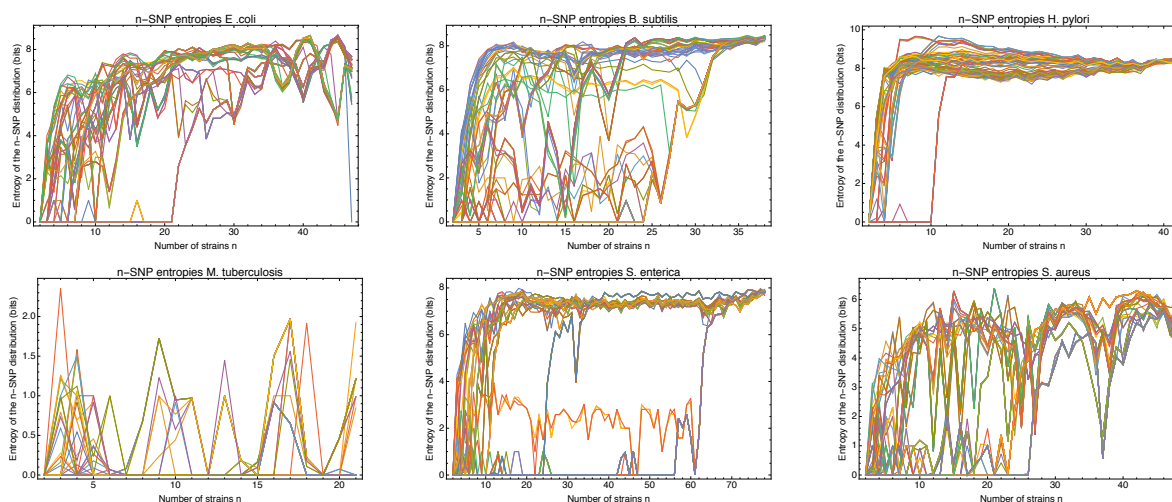 n−SNP entropies E .coli
Entropy of the n−SNP distribution (bits)
8
6
4
2
0
10 20 30 40
Number of strains n
n−SNP entropies B. subtilis
Entropy of the n−SNP distribution (bits)
8
6
4
2
0
5 10 15 20 25 30 35
Number of strains n
n−SNP entropies H. pylori
Entropy of the n−SNP distribution (bits)
10
8
6
4
2
0
10 20 30 40
Number of strains n
n−SNP entropies M. tuberculosis
Entropy of the n−SNP distribution (bits)
2.0
1.5
1.0
0.5
0.0
5 10 15 20
Number of strains n
n−SNP entropies S. enterica
Entropy of the n−SNP distribution (bits)
8
6
4
2
0
10 20 30 40 50 60 70
Number of strains n
n−SNP entropies S. aureus
Entropy of the n−SNP distribution (bits)
6
5
4
3
2
1
0
10 20 30 40
Number of strains n